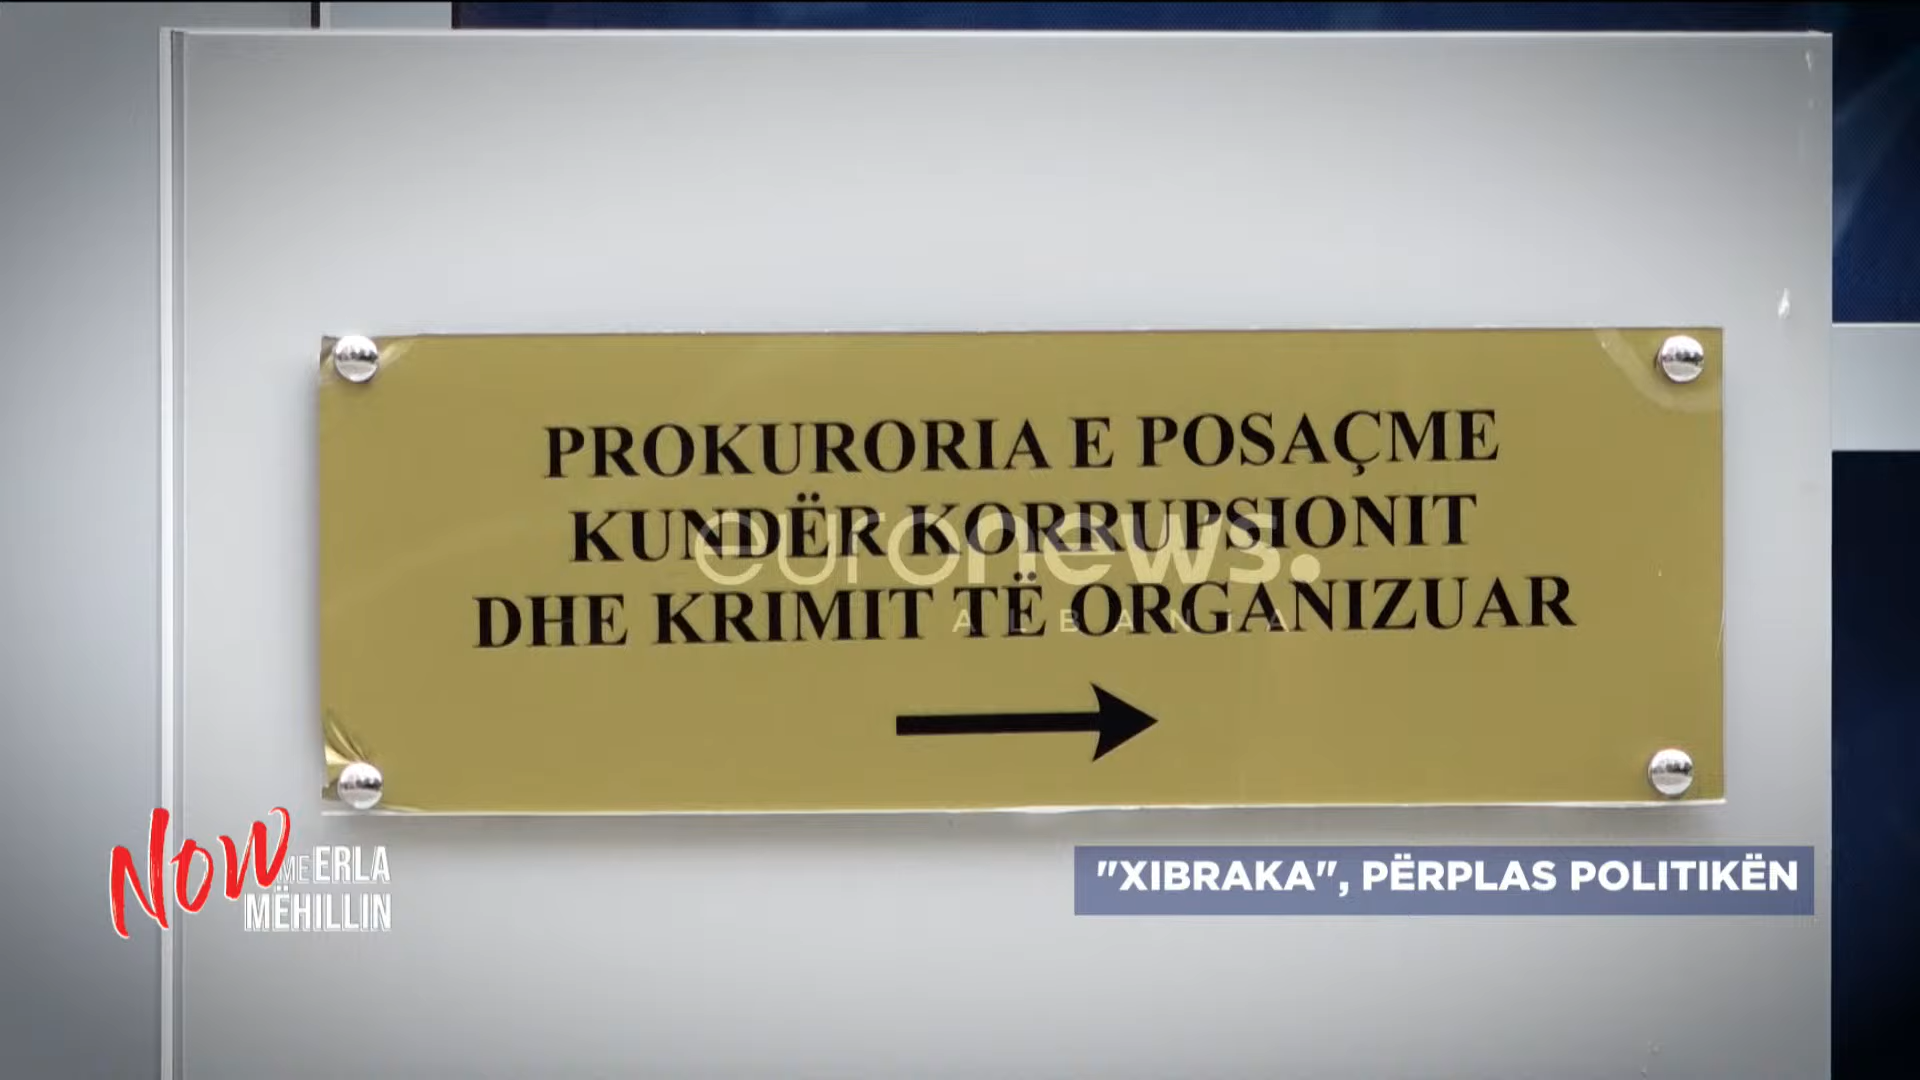 PROKURORIA E POSAÇME
KUNDËR KORRUPSIONIT
DHE KRIMIT TË ORGANIZUAR
euronews.
ALBANIA
NOW ME ERLA
MËHILLIN
"XIBRAKA", PËRPLAS POLITIKËN